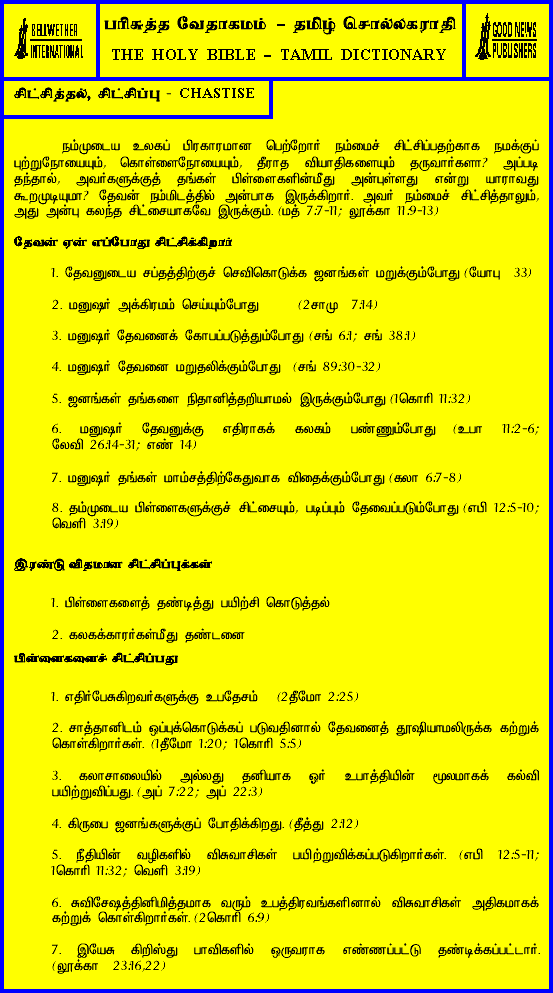 BELLWETHER
INTERNATIONAL
பரிசுத்த வேதாகமம் – தமிழ் சொல்லகராதி
THE HOLY BIBLE – TAMIL DICTIONARY
GOOD NEWS
PUBLISHERS
சிட்சித்தல், சிட்சிப்பு - CHASTISE
நம்முடைய உலகப் பிரகாரமான பெற்றோர் நம்மைச் சிட்சிப்பதற்காக நமக்குப்
புற்றுநோயையும், கொள்ளைநோயையும், தீராத வியாதிகளையும் தருவார்களா? அப்படி
தந்தால், அவர்களுக்குத் தங்கள் பிள்ளைகளின்மீது அன்புள்ளது என்று யாராவது
கூறமுடியுமா? தேவன் நம்மிடத்தில் அன்பாக இருக்கிறார். அவர் நம்மைச் சிட்சித்தாலும்,
அது அன்பு கலந்த சிட்சையாகவே இருக்கும். (மத் 7:7-11; லூக்கா 11:9-13)
தேவன் ஏன் எப்போது சிட்சிக்கிறார்
1. தேவனுடைய சப்தத்திற்குச் செவிகொடுக்க ஜனங்கள் மறுக்கும்போது (யோபு 33)
2. மனுஷர் அக்கிரமம் செய்யும்போது (2சாமு 7:14)
3. மனுஷர் தேவனைக் கோபப்படுத்தும்போது (சங் 6:1; சங் 38:1)
4. மனுஷர் தேவனை மறுதலிக்கும்போது (சங் 89:30-32)
5. ஜனங்கள் தங்களை நிதானித்தறியாமல் இருக்கும்போது (1கொரி 11:32)
6. மனுஷர் தேவனுக்கு எதிராகக் கலகம் பண்ணும்போது (உபா 11:2-6;
லேவி 26:14-31; எண் 14)
7. மனுஷர் தங்கள் மாம்சத்திற்கேதுவாக விதைக்கும்போது (கலா 6:7-8)
8. தம்முடைய பிள்ளைகளுக்குச் சிட்சையும், படிப்பும் தேவைப்படும்போது (எபி 12:5-10;
வெளி 3:19)
இரண்டு விதமான சிட்சிப்புக்கள்
1. பிள்ளைகளைத் தண்டித்து பயிற்சி கொடுத்தல்
2. கலகக்காரர்கள்மீது தண்டனை
பிள்ளைகளைச் சிட்சிப்பது
1. எதிர்பேசுகிறவர்களுக்கு உபதேசம் (2தீமோ 2:25)
2. சாத்தானிடம் ஒப்புக்கொடுக்கப் படுவதினால் தேவனைத் தூஷியாமலிருக்க கற்றுக்
கொள்கிறார்கள். (1தீமோ 1:20; 1கொரி 5:5)
3. கலாசாலையில் அல்லது தனியாக ஓர் உபாத்தியின் மூலமாகக் கல்வி
பயிற்றுவிப்பது. (அப் 7:22; அப் 22:3)
4. கிருபை ஜனங்களுக்குப் போதிக்கிறது. (தீத்து 2:12)
5. நீதியின் வழிகளில் விசுவாசிகள் பயிற்றுவிக்கப்படுகிறார்கள். (எபி 12:5-11;
1கொரி 11:32; வெளி 3:19)
6. சுவிசேஷத்தினிமித்தமாக வரும் உபத்திரவங்களினால் விசுவாசிகள் அதிகமாகக்
கற்றுக் கொள்கிறார்கள். (2கொரி 6:9)
7. இயேசு கிறிஸ்து பாவிகளில் ஒருவராக எண்ணப்பட்டு தண்டிக்கப்பட்டார்.
(லூக்கா 23:16,22)